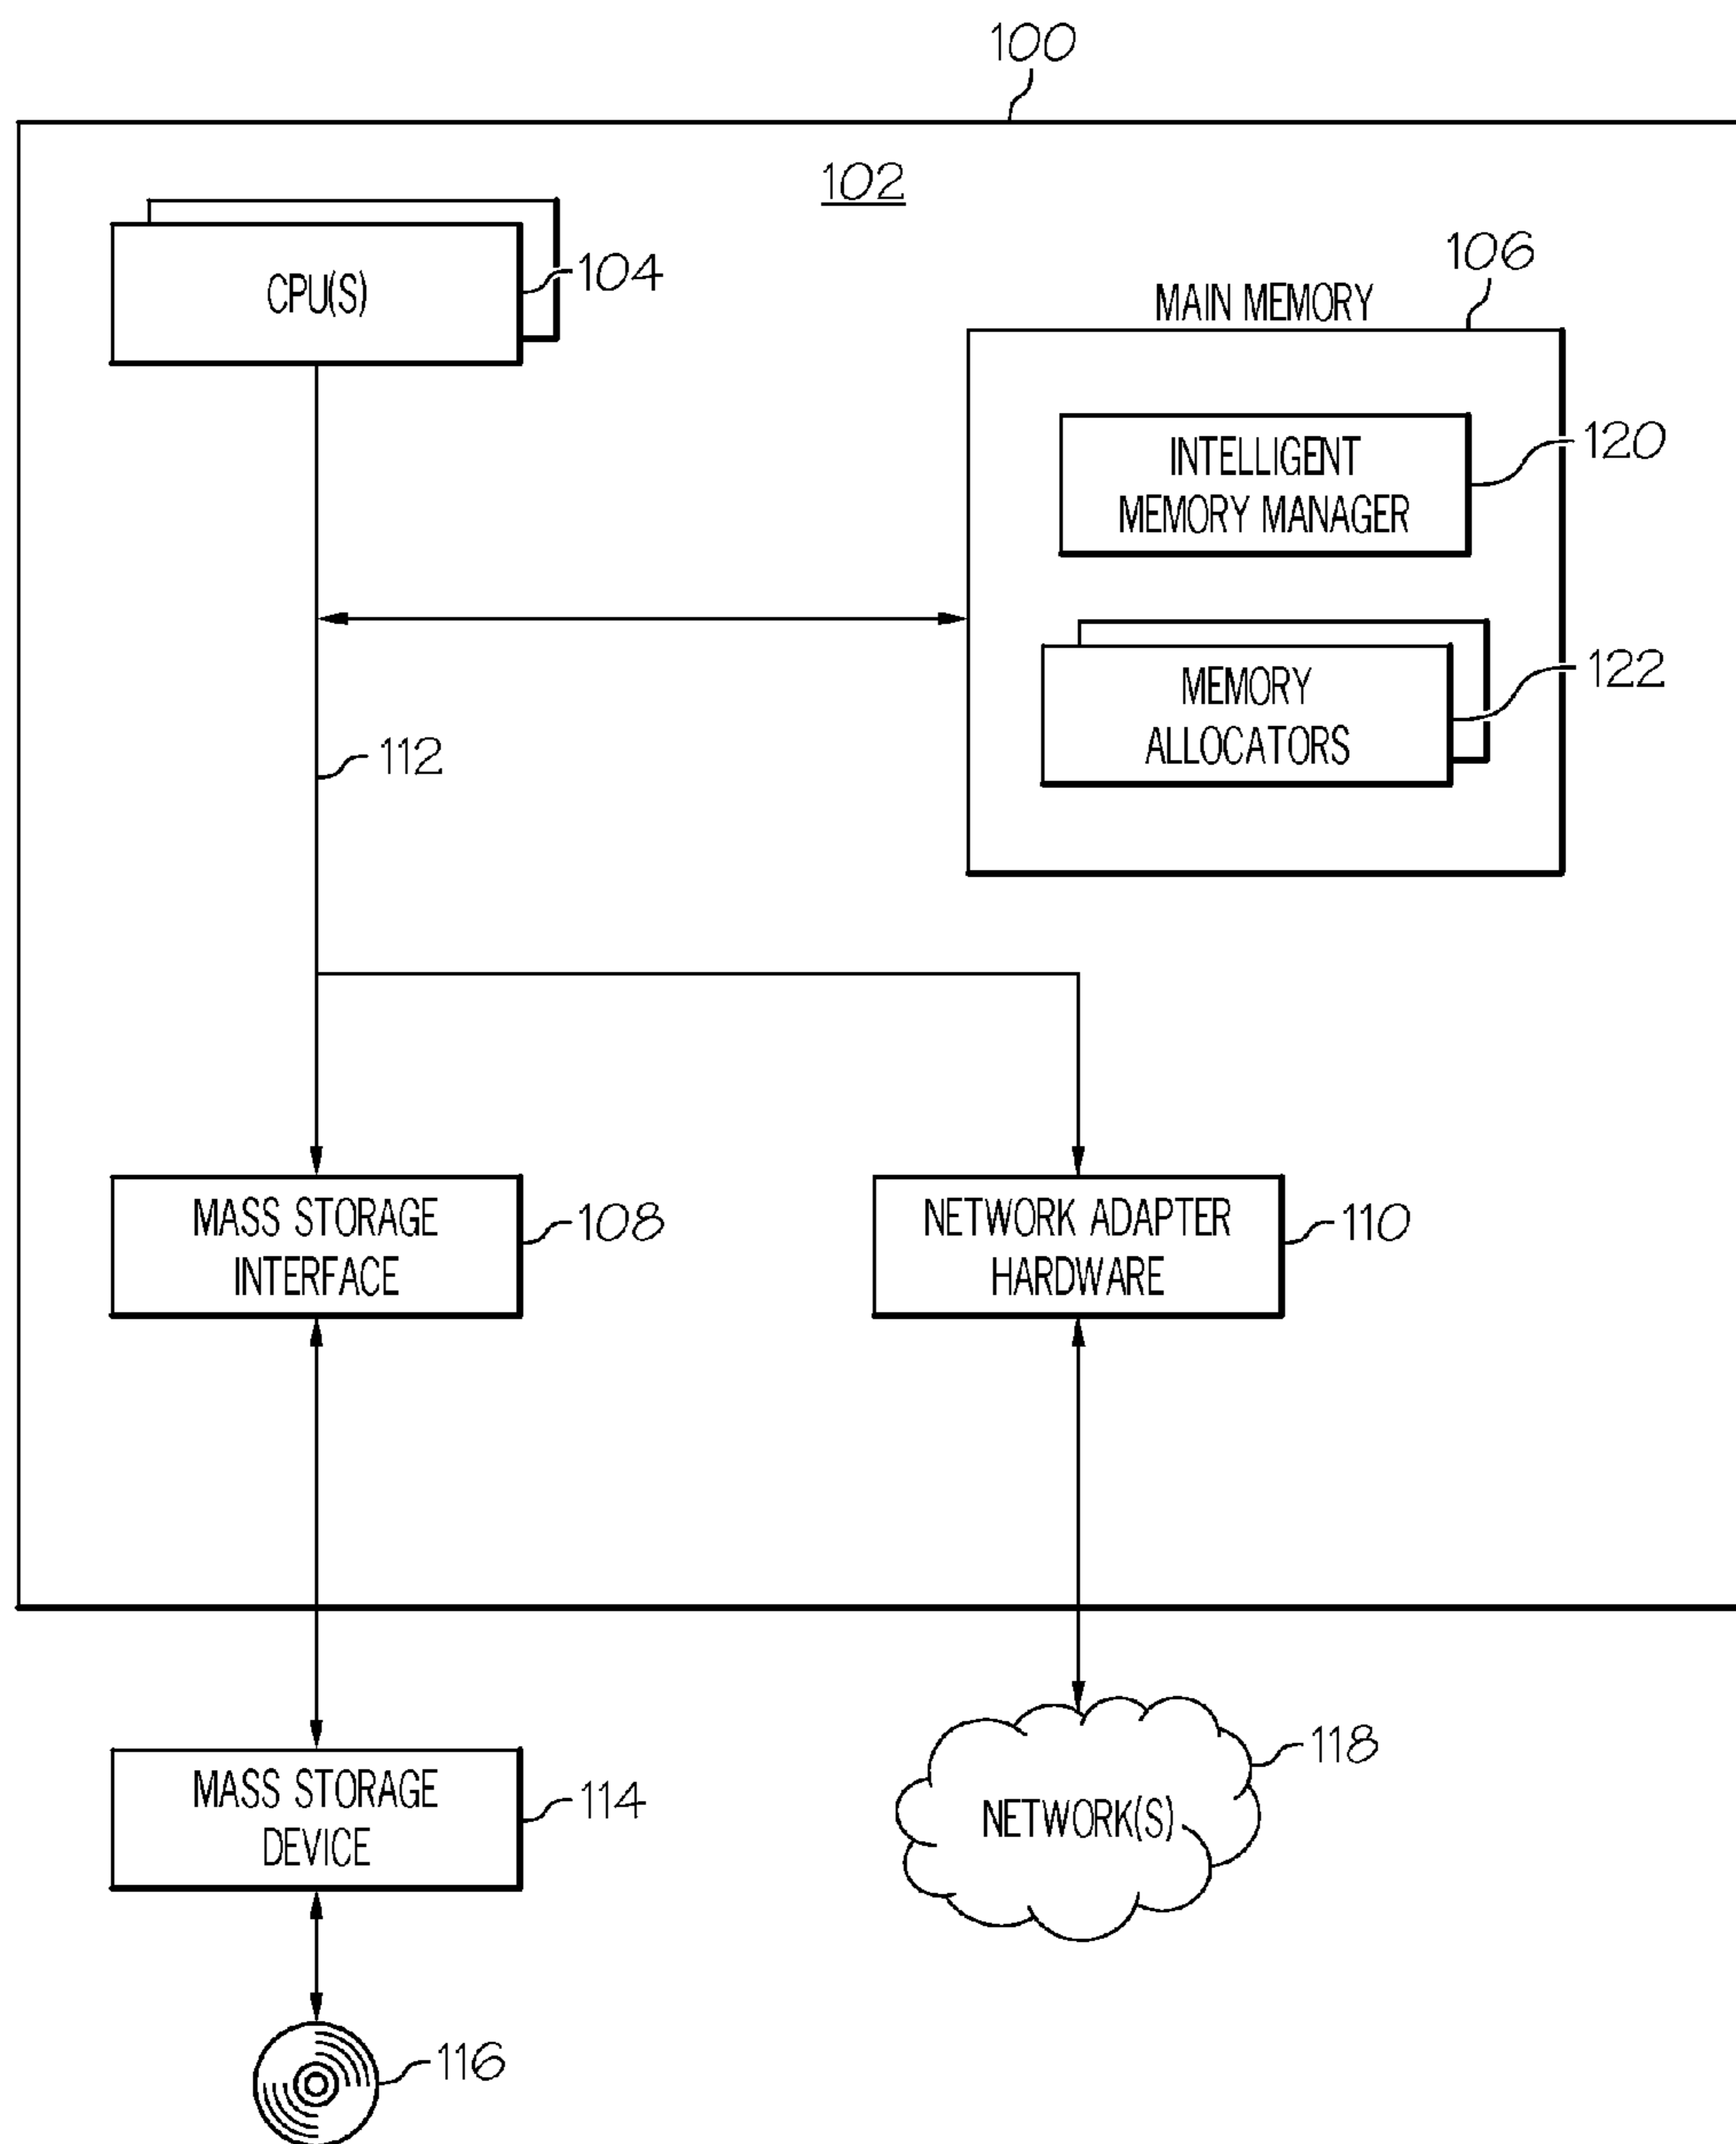 100
102
CPU(S)
104
106
MAIN MEMORY
INTELLIGENT
MEMORY MANAGER
120
MEMORY
ALLOCATORS
122
112
MASS STORAGE
INTERFACE
108
NETWORK ADAPTER
HARDWARE
110
MASS STORAGE
DEVICE
114
NETWORK(S)
118
116